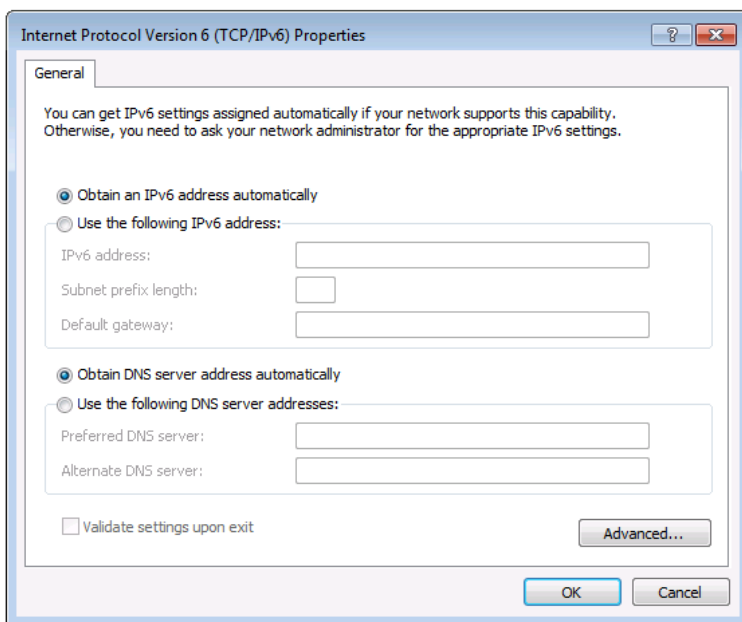 Internet Protocol Version 6 (TCP/IPv6) Properties
General
You can get IPv6 settings assigned automatically if your network supports this capability.
Otherwise, you need to ask your network administrator for the appropriate IPv6 settings.
Obtain an IPv6 address automatically
Use the following IPv6 address:
IPv6 address:
Subnet prefix length:
Default gateway:
Obtain DNS server address automatically
Use the following DNS server addresses:
Preferred DNS server:
Alternate DNS server:
Validate settings upon exit
Advanced...
OK
Cancel